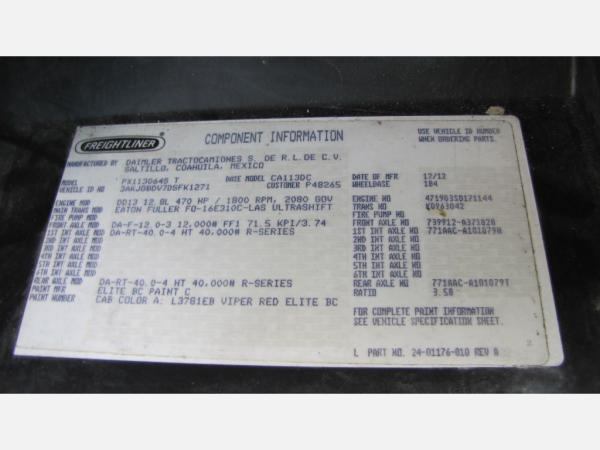 FREIGHTLINER
COMPONENT INFORMATION
USE VEHICLE ID NUMBER
WHEN ORDERING PARTS.
MANUFACTURED BY DAIMLER TRACTOCAMIONES S. DE R.L.DE C.V.
SALTILLO, COAHUILA, MEXICO
MODEL PX113064S T BASE MODEL CA113DC DATE OF MFR 12/12
VEHICLE ID NO CUSTOMER P48265 WHEELBASE 184
ENGINE MOD DD13 12.8L 470 HP / 1800 RPM, 2080 GOV ENGINE NO
MAIN TRANS MOD EATON FULLER FO-16E310C-LAS ULTRASHIFT TRANS NO
FIRE PUMP MOD FIRE PUMP NO
FRONT AXLE MOD DA-F-12.0-3 12,000# FF1 71.5 KPI/3.74 FRONT AXLE NO
1ST INT AXLE MOD DA-RT-40.0-4 HT 40,000# R-SERIES 1ST INT AXLE NO
2ND INT AXLE MOD 2ND INT AXLE NO
3RD INT AXLE MOD 3RD INT AXLE NO
4TH INT AXLE MOD 4TH INT AXLE NO
5TH INT AXLE MOD 5TH INT AXLE NO
6TH INT AXLE MOD 6TH INT AXLE NO
REAR AXLE MOD DA-RT-40.0-4 HT 40,000# R-SERIES REAR AXLE NO
PAINT MFR ELITE BC PAINT C RATIO 3.58
PAINT NUMBER CAB COLOR A: L3781EB VIPER RED ELITE BC
FOR COMPLETE PAINT INFORMATION
SEE VEHICLE SPECIFICATION SHEET.
L PART NO. 24-01176-010 REV A